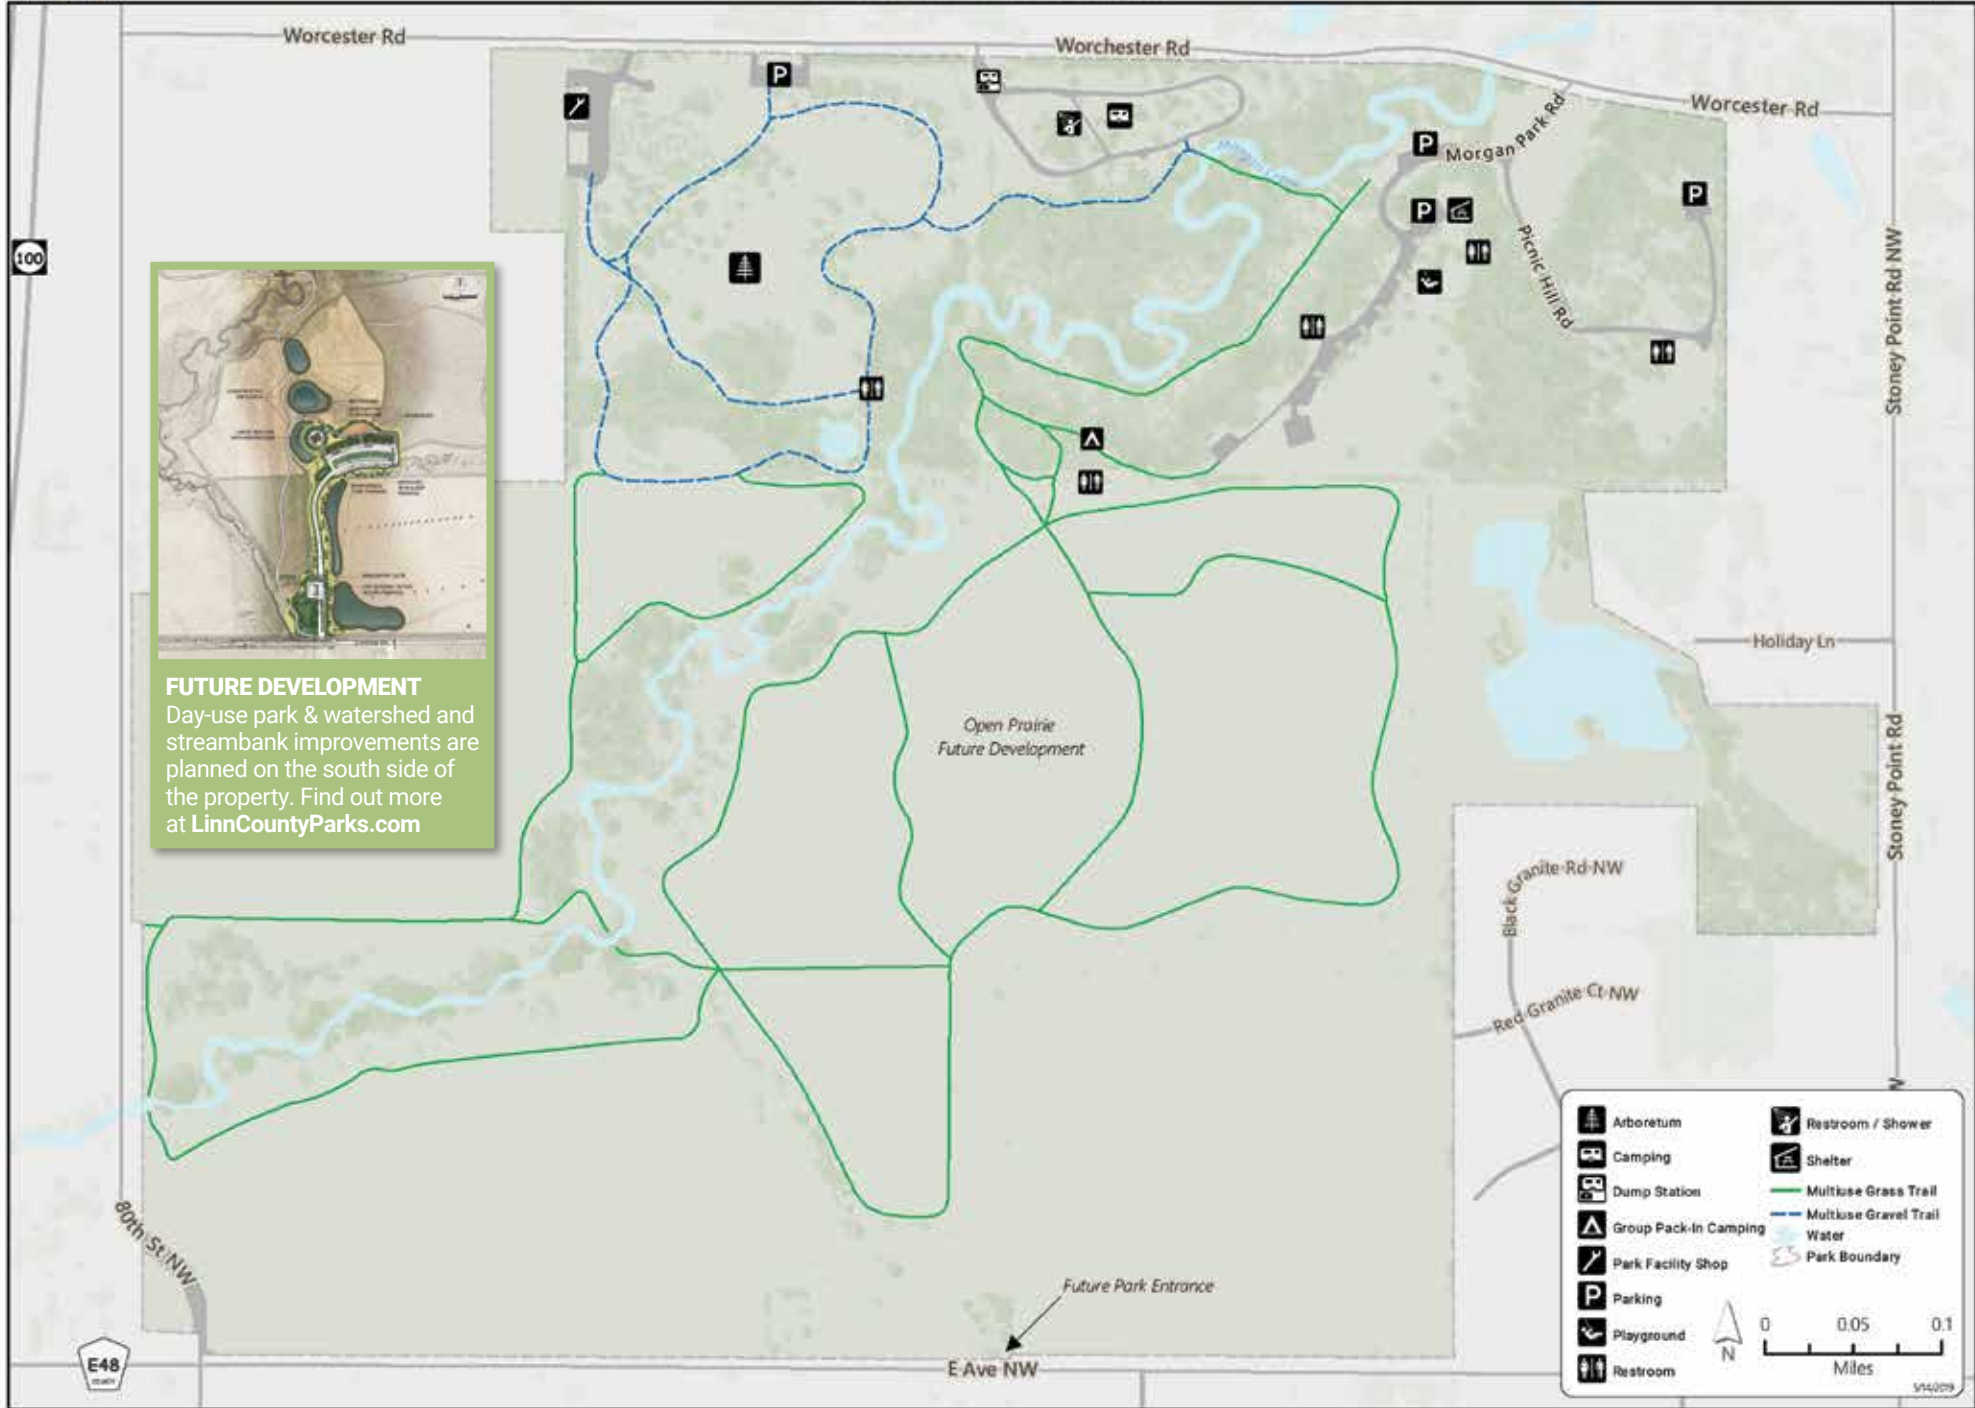 Worcester Rd
Worchester Rd
Worcester Rd
Morgan Park Rd
Picnic Hill Rd
Stoney Point Rd NW
100
P
P
P
P
FUTURE DEVELOPMENT
Day-use park & watershed and
streambank improvements are
planned on the south side of
the property. Find out more
at LinnCountyParks.com
Open Prairie
Future Development
Holiday Ln
Stoney Point Rd
W
Black Granite Rd NW
Red Granite Ct NW
80th St NW
Future Park Entrance
E Ave NW
E48
Arboretum
Camping
Dump Station
Group Pack-In Camping
Park Facility Shop
P Parking
Playground
Restroom
Restroom / Shower
Shelter
Multiuse Grass Trail
Multiuse Gravel Trail
Water
Park Boundary
N
0 0.05 0.1
Miles
5/14/2019